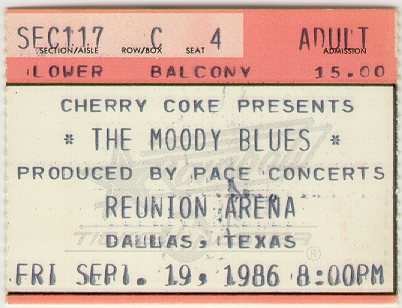 SEC117 C 4 ADULT
SECTION/AISLE ROW/BOX SEAT ADMISSION
LOWER BALCONY 15.00
CHERRY COKE PRESENTS
* THE MOODY BLUES *
PRODUCED BY PACE CONCERTS
REUNION ARENA
DALLAS, TEXAS
FRI SEPT. 19, 1986 8:00PM